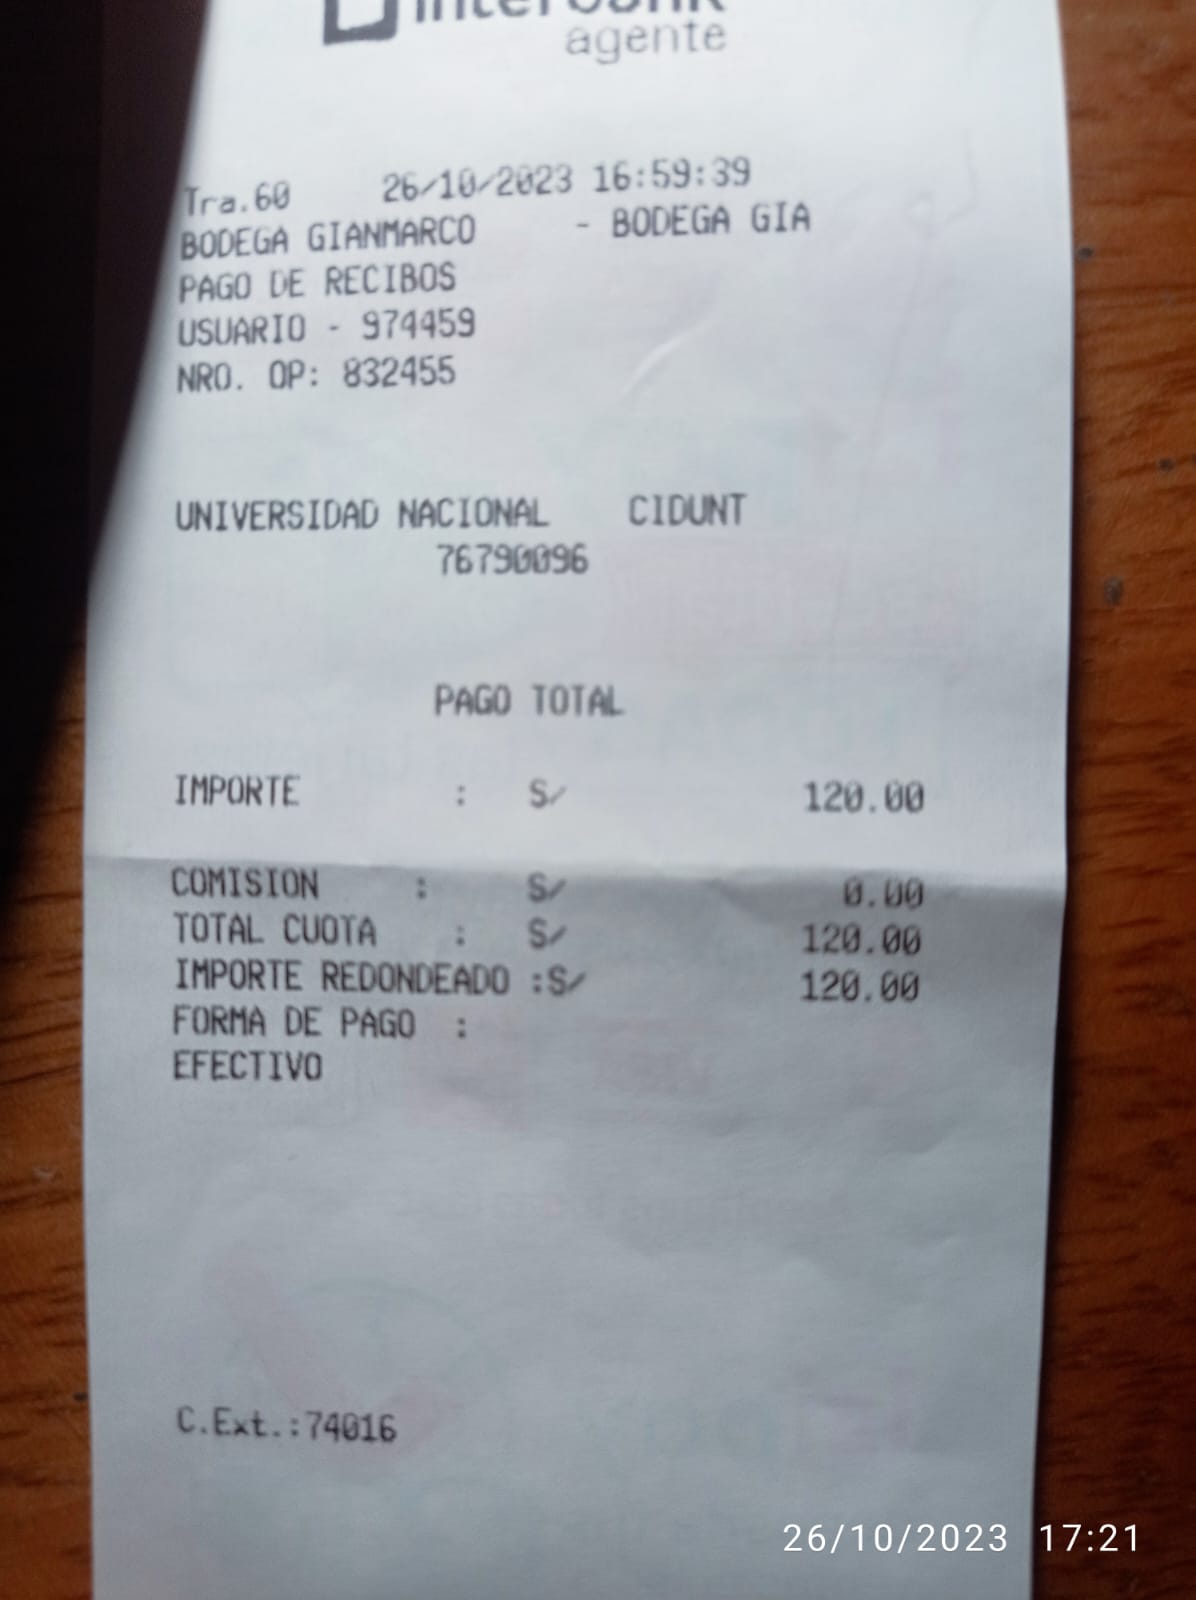 interbank
agente
Tra.60 26/10/2023 16:59:39
BODEGA GIANMARCO - BODEGA GIA
PAGO DE RECIBOS
USUARIO - 974459
NRO. OP: 832455
UNIVERSIDAD NACIONAL CIDUNT
76790096
PAGO TOTAL
IMPORTE : S/ 120.00
COMISION : S/ 0.00
TOTAL CUOTA : S/ 120.00
IMPORTE REDONDEADO :S/ 120.00
FORMA DE PAGO :
EFECTIVO
C.Ext.:74016
26/10/2023 17:21